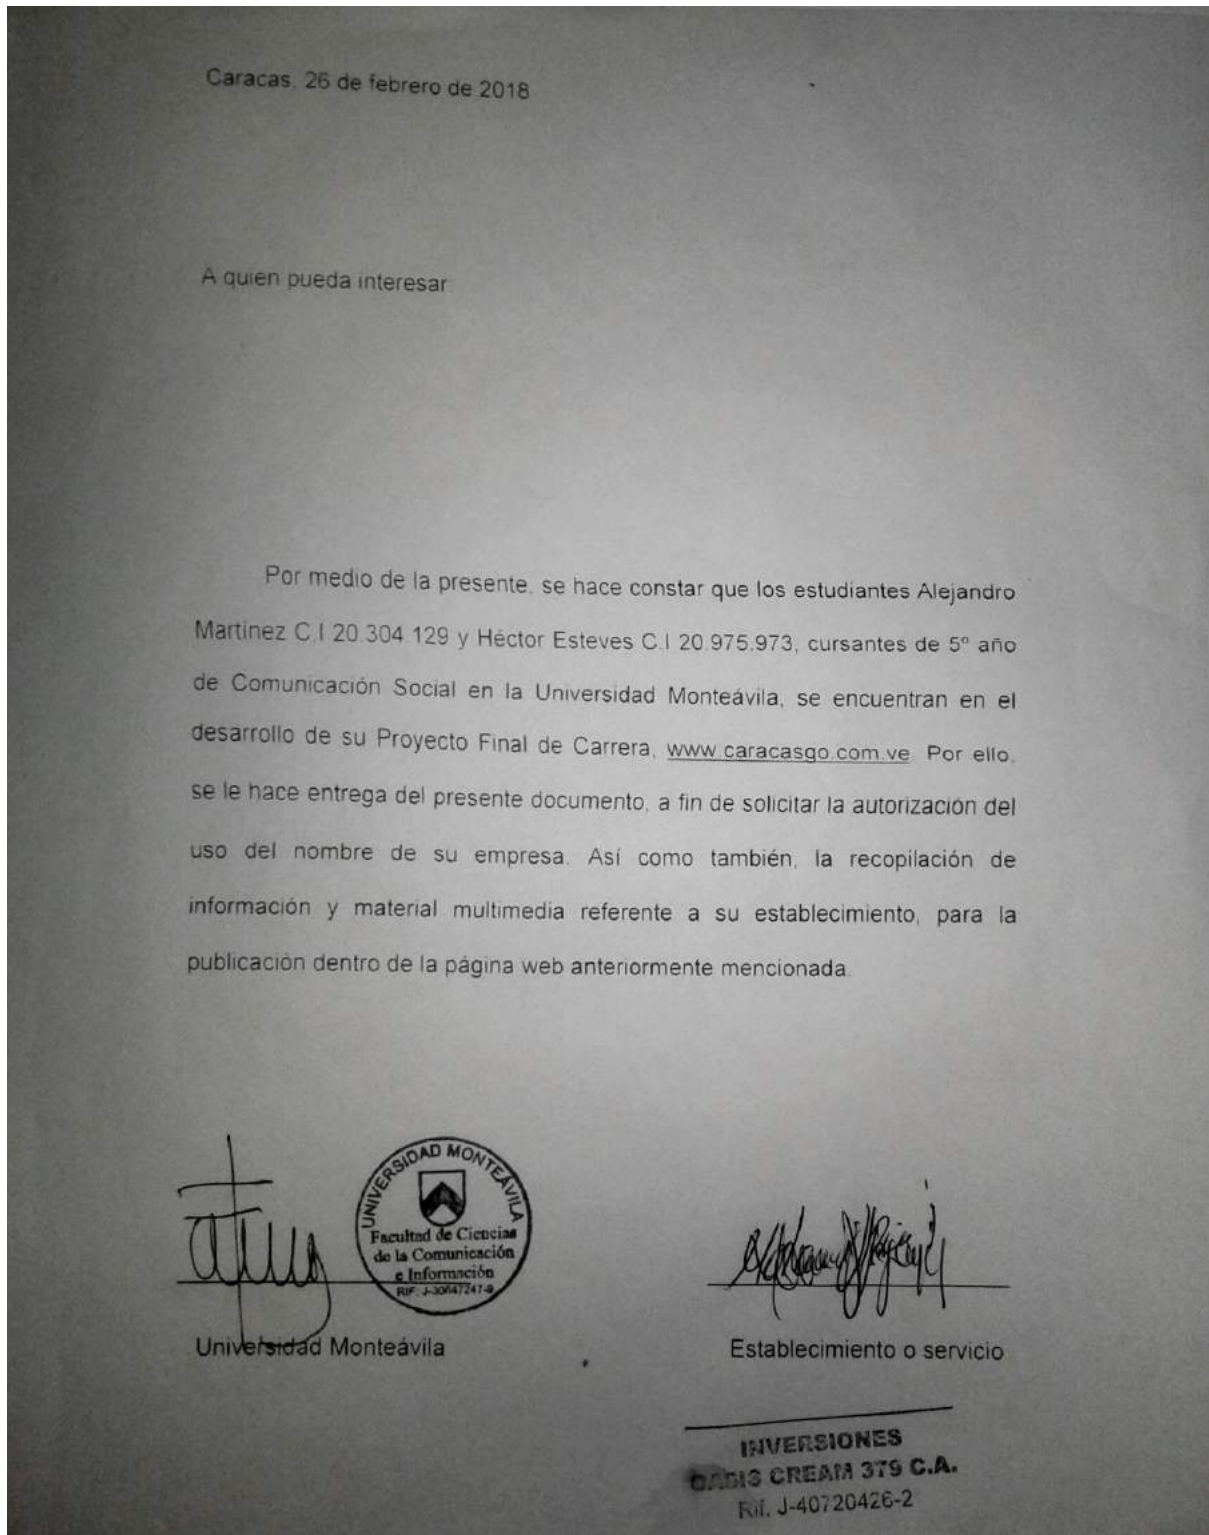 Caracas, 26 de febrero de 2018
A quien pueda interesar:
Por medio de la presente, se hace constar que los estudiantes Alejandro
Martínez C.I 20.304.129 y Héctor Esteves C.I 20.975.973, cursantes de 5º año
de Comunicación Social en la Universidad Monteávila, se encuentran en el
desarrollo de su Proyecto Final de Carrera, www.caracasgo.com.ve. Por ello,
se le hace entrega del presente documento, a fin de solicitar la autorización del
uso del nombre de su empresa. Así como también, la recopilación de
información y material multimedia referente a su establecimiento, para la
publicación dentro de la página web anteriormente mencionada.
UNIVERSIDAD MONTEÁVILA
Facultad de Ciencias
de la Comunicación
e Información
RIF: J-30647247-9
Universidad Monteávila
Establecimiento o servicio
INVERSIONES
CREAM 379 C.A.
Rif. J-40720426-2